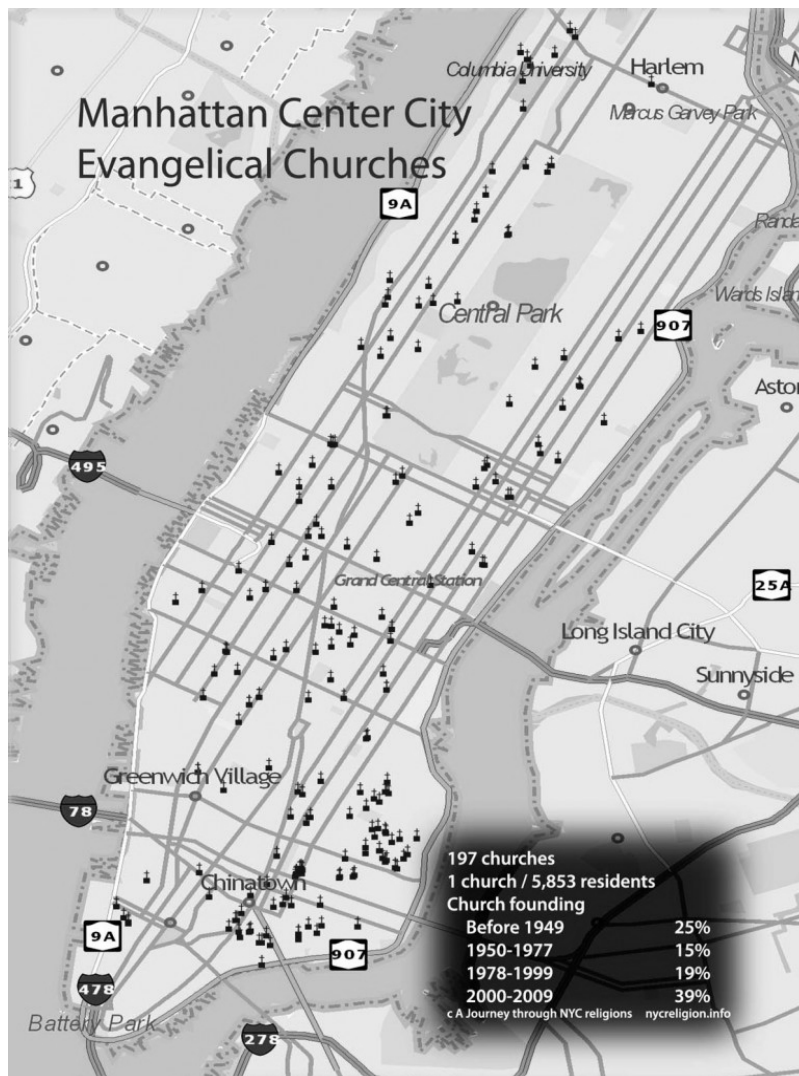 Columbia University
Harlem
Marcus Garvey Park
Manhattan Center City
Evangelical Churches
1
9A
Central Park
907
495
Grand Central Station
25A
Long Island City
Sunnyside
Greenwich Village
78
197 churches
1 church / 5,853 residents
Church founding
Before 1949 25%
1950-1977 15%
1978-1999 19%
2000-2009 39%
c A Journey through NYC religions nycreligion.info
Chinatown
9A
907
478
Battery Park
278